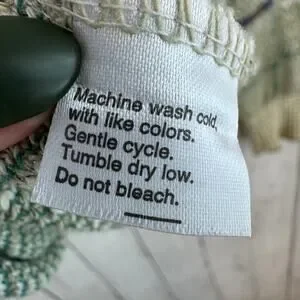 Machine wash cold,
with like colors.
Gentle cycle.
Tumble dry low.
Do not bleach.